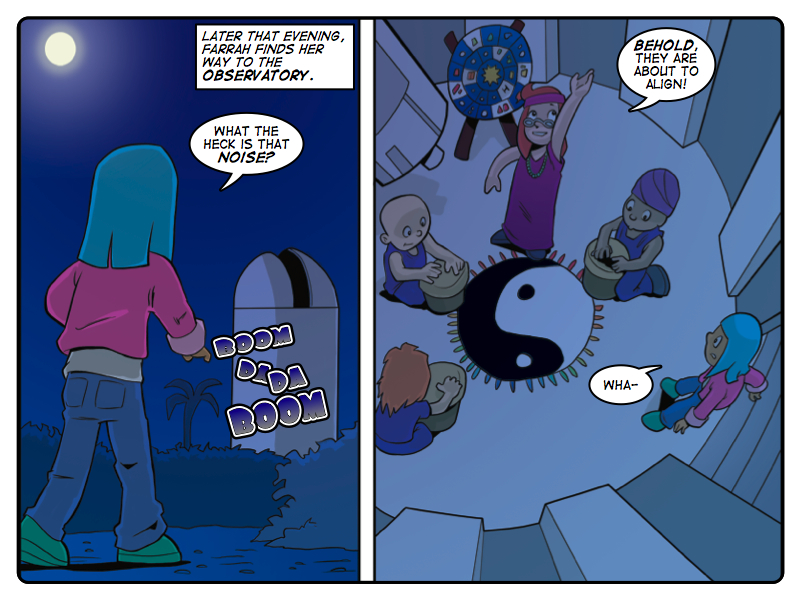 LATER THAT EVENING,
FARRAH FINDS HER
WAY TO THE
OBSERVATORY.
WHAT THE
HECK IS THAT
NOISE?
BOOM
DI DA
BOOM
BEHOLD,
THEY ARE
ABOUT TO
ALIGN!
WHA-